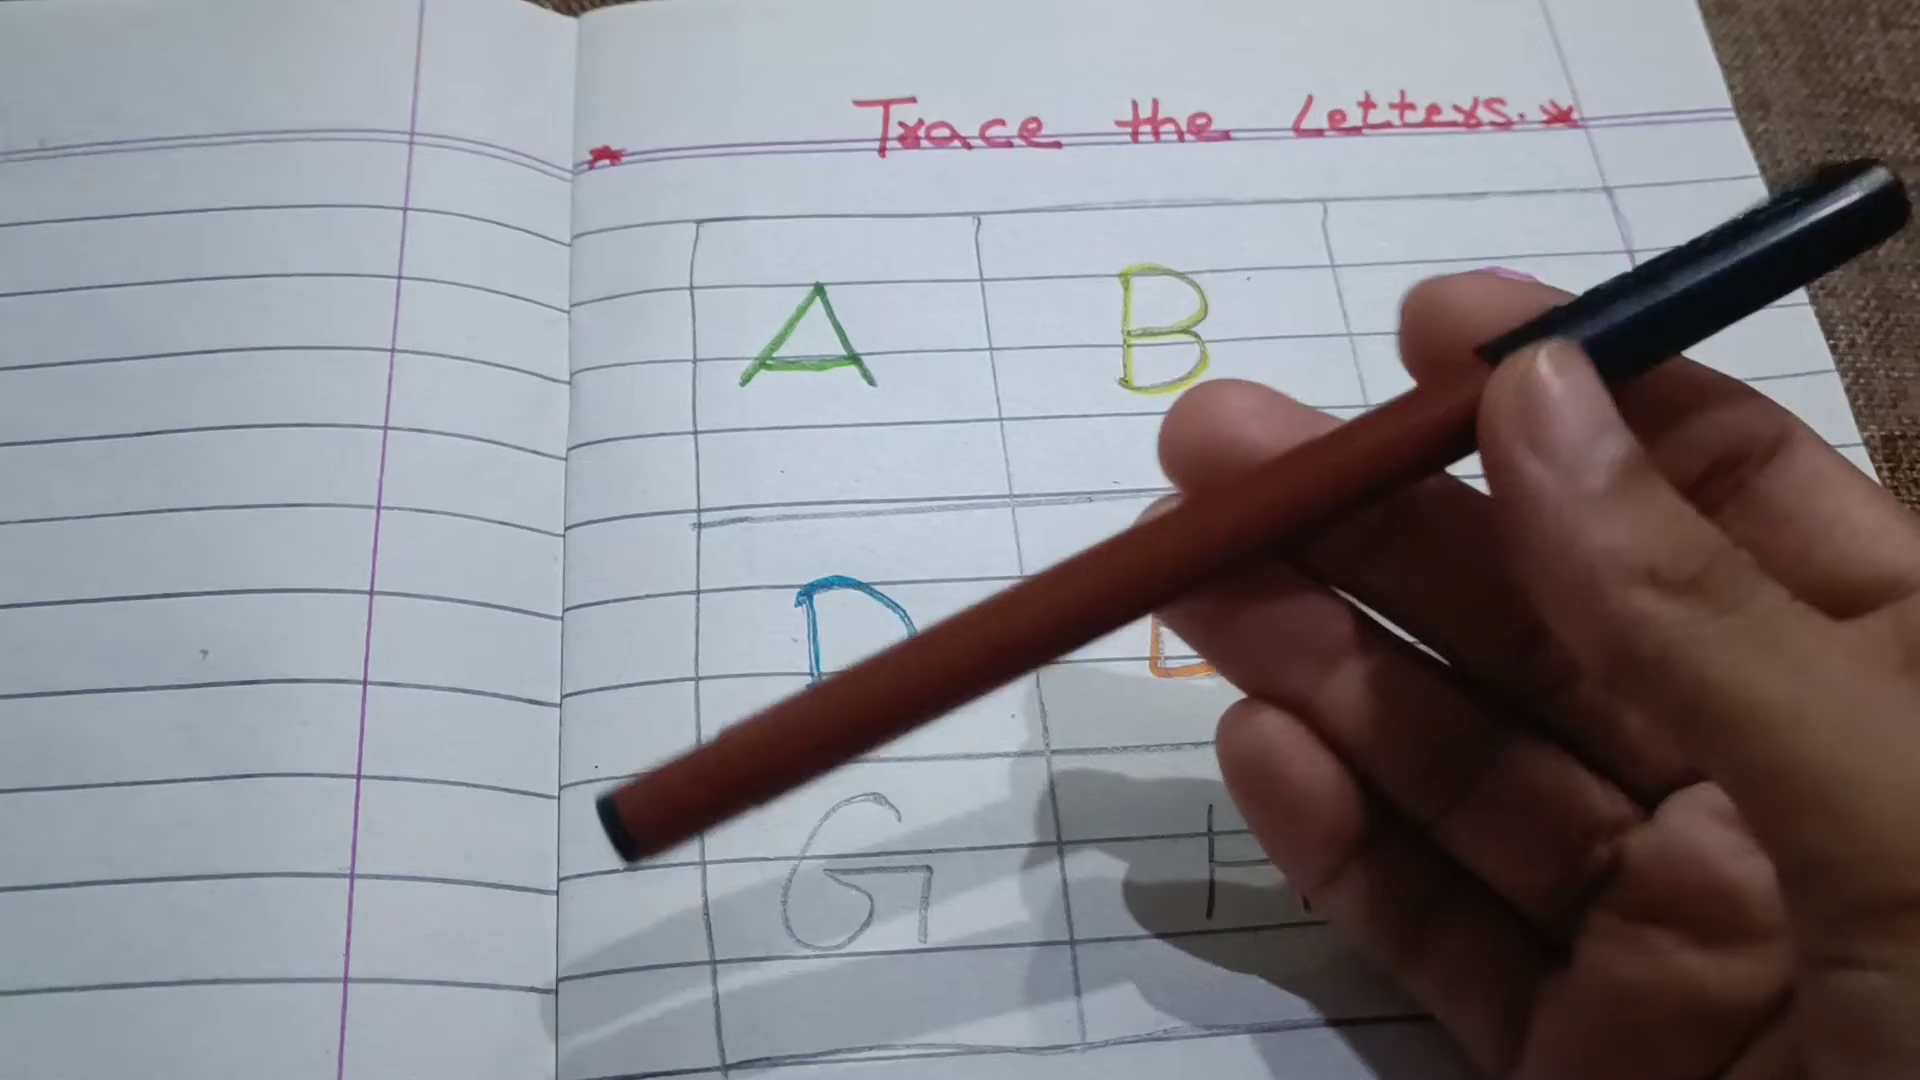 Trace the Letters.
A B
D
G H